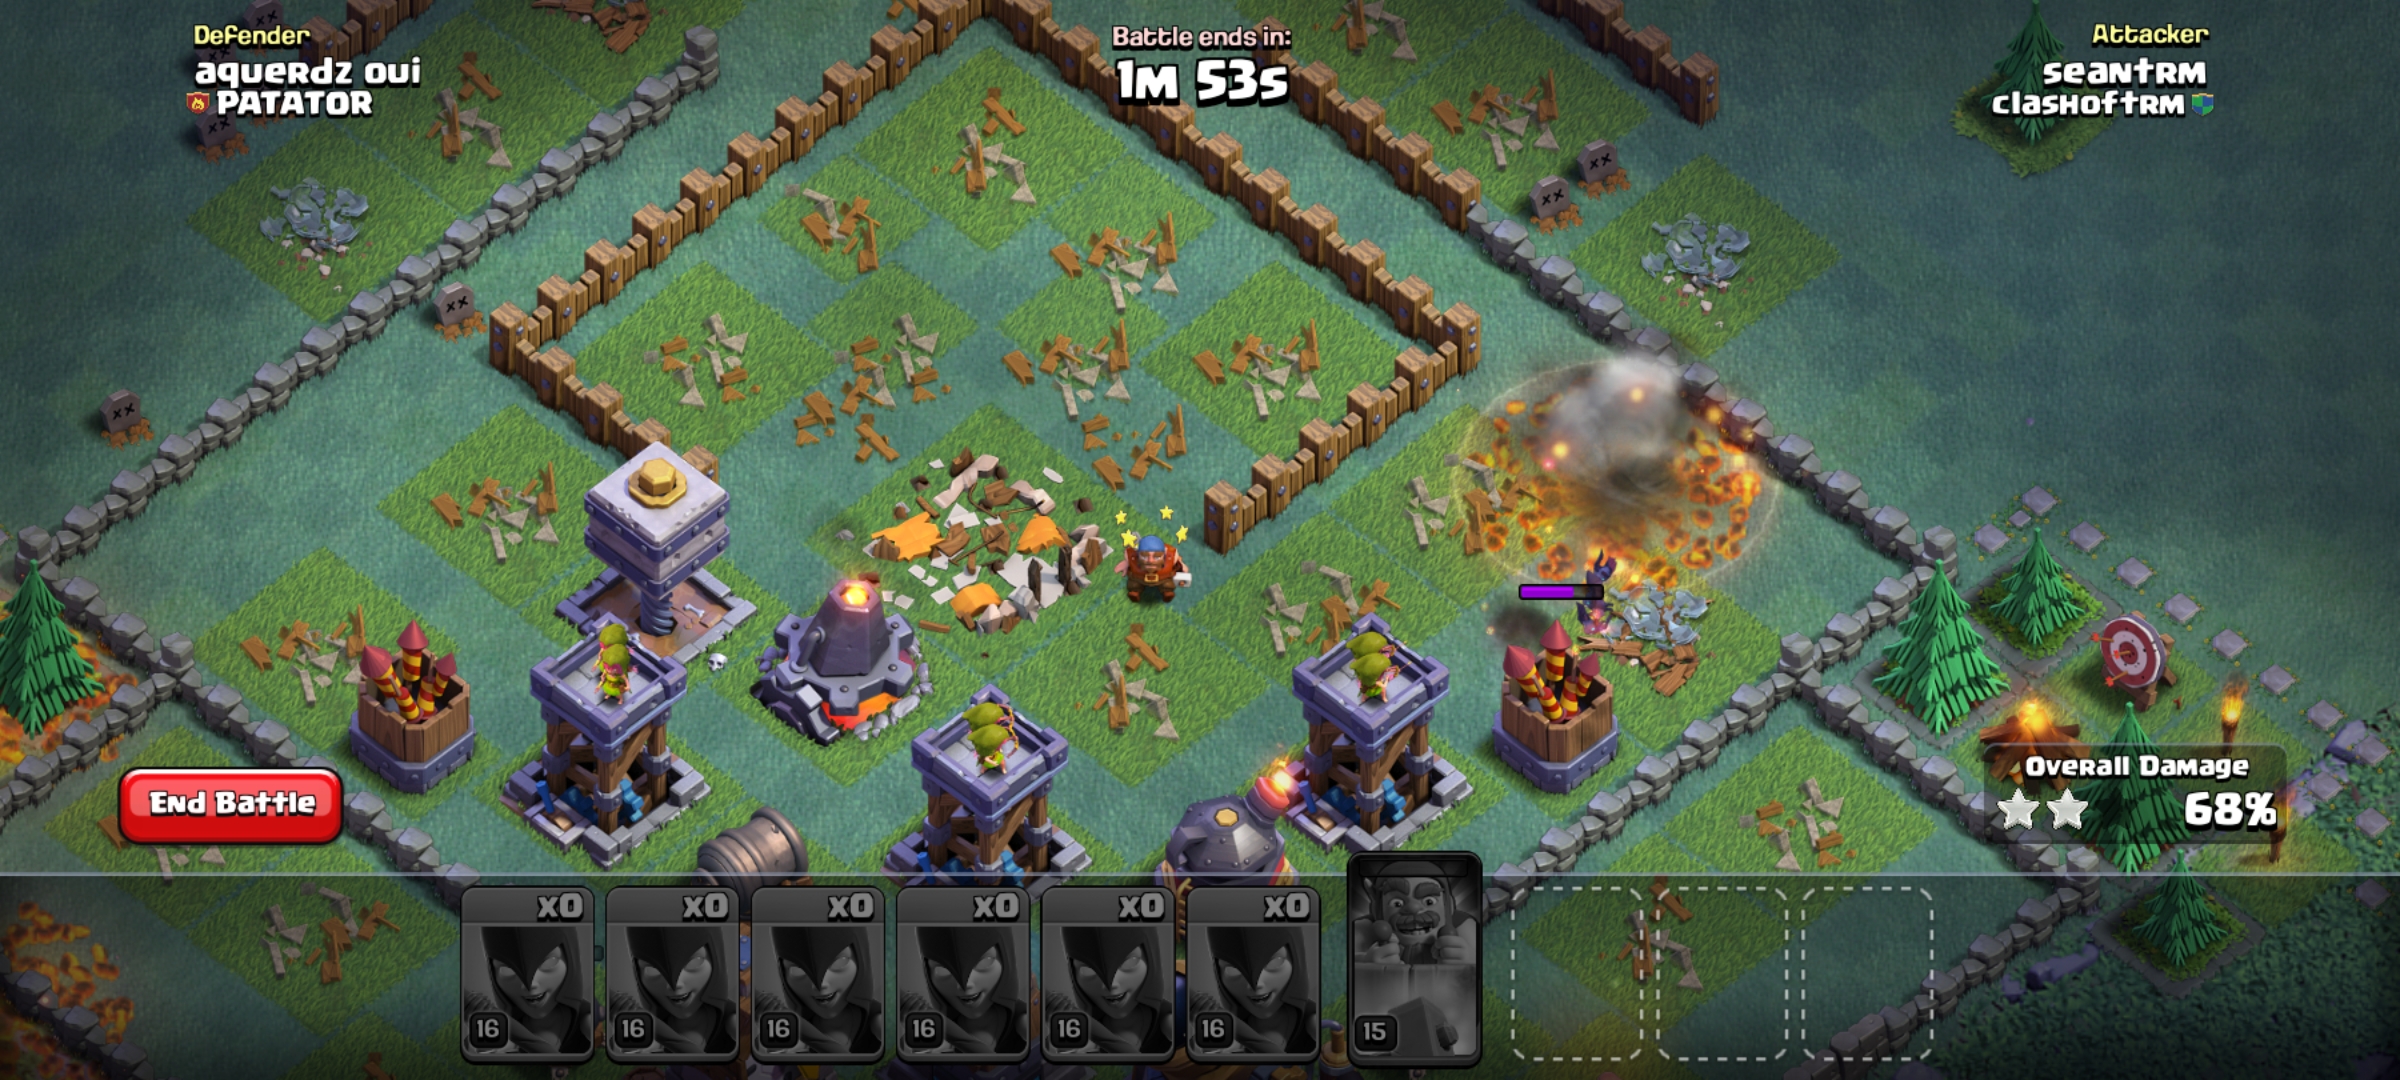 Defender
aquerdz oui
PATATOR
Battle ends in:
1M 53s
Attacker
seantrm
clashoftrm
End Battle
Overall Damage
68%
x0 x0 x0 x0 x0 x0
16 16 16 16 16 16 15